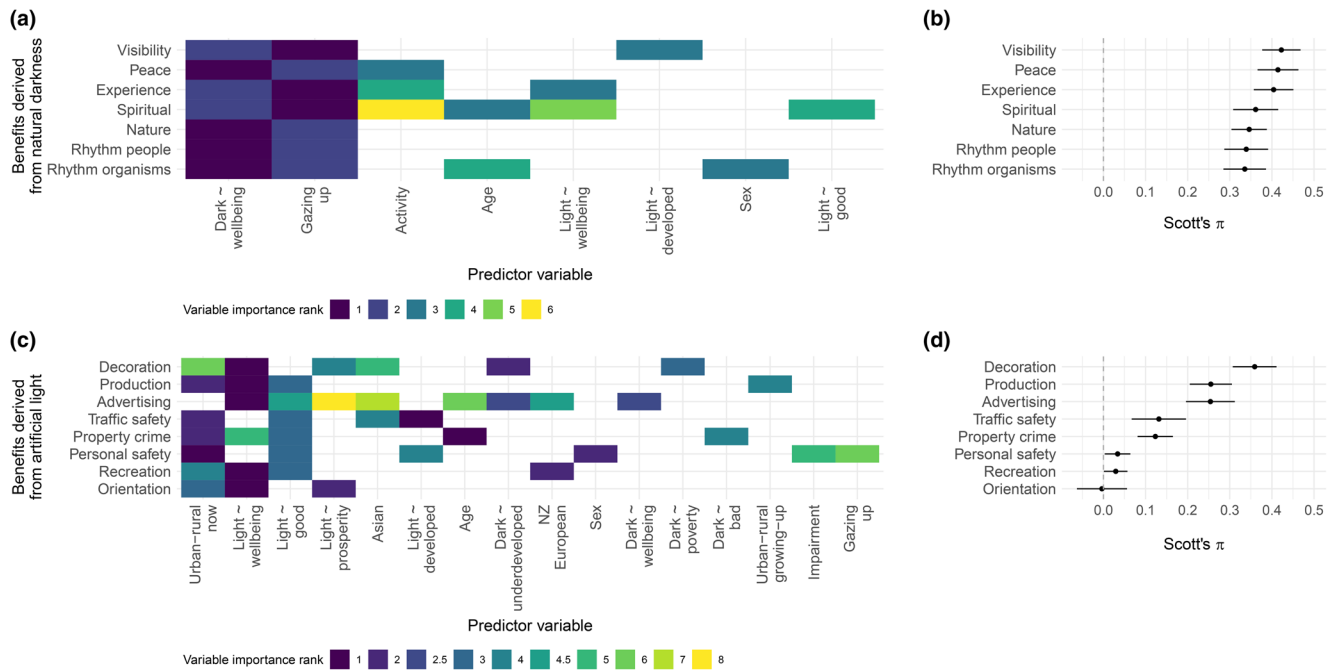 (a)
Benefits derived
from natural darkness
Visibility
Peace
Experience
Spiritual
Nature
Rhythm people
Rhythm organisms
Dark ~
wellbeing
Gazing
up
Activity
Age
Light ~
wellbeing
Light ~
developed
Sex
Light ~
good
Predictor variable
Variable importance rank 1 2 3 4 5 6
(b)
Visibility
Peace
Experience
Spiritual
Nature
Rhythm people
Rhythm organisms
0.0 0.1 0.2 0.3 0.4 0.5
Scott's π
(c)
Benefits derived
from artificial light
Decoration
Production
Advertising
Traffic safety
Property crime
Personal safety
Recreation
Orientation
Urban−rural
now
Light ~
wellbeing
Light ~
good
Light ~
prosperity
Asian
Light ~
developed
Age
Dark ~
underdeveloped
NZ
European
Sex
Dark ~
wellbeing
Dark ~
poverty
Dark ~
bad
Urban−rural
growing−up
Impairment
Gazing
up
Predictor variable
Variable importance rank 1 2 2.5 3 4 4.5 5 6 7 8
(d)
Decoration
Production
Advertising
Traffic safety
Property crime
Personal safety
Recreation
Orientation
0.0 0.1 0.2 0.3 0.4 0.5
Scott's π